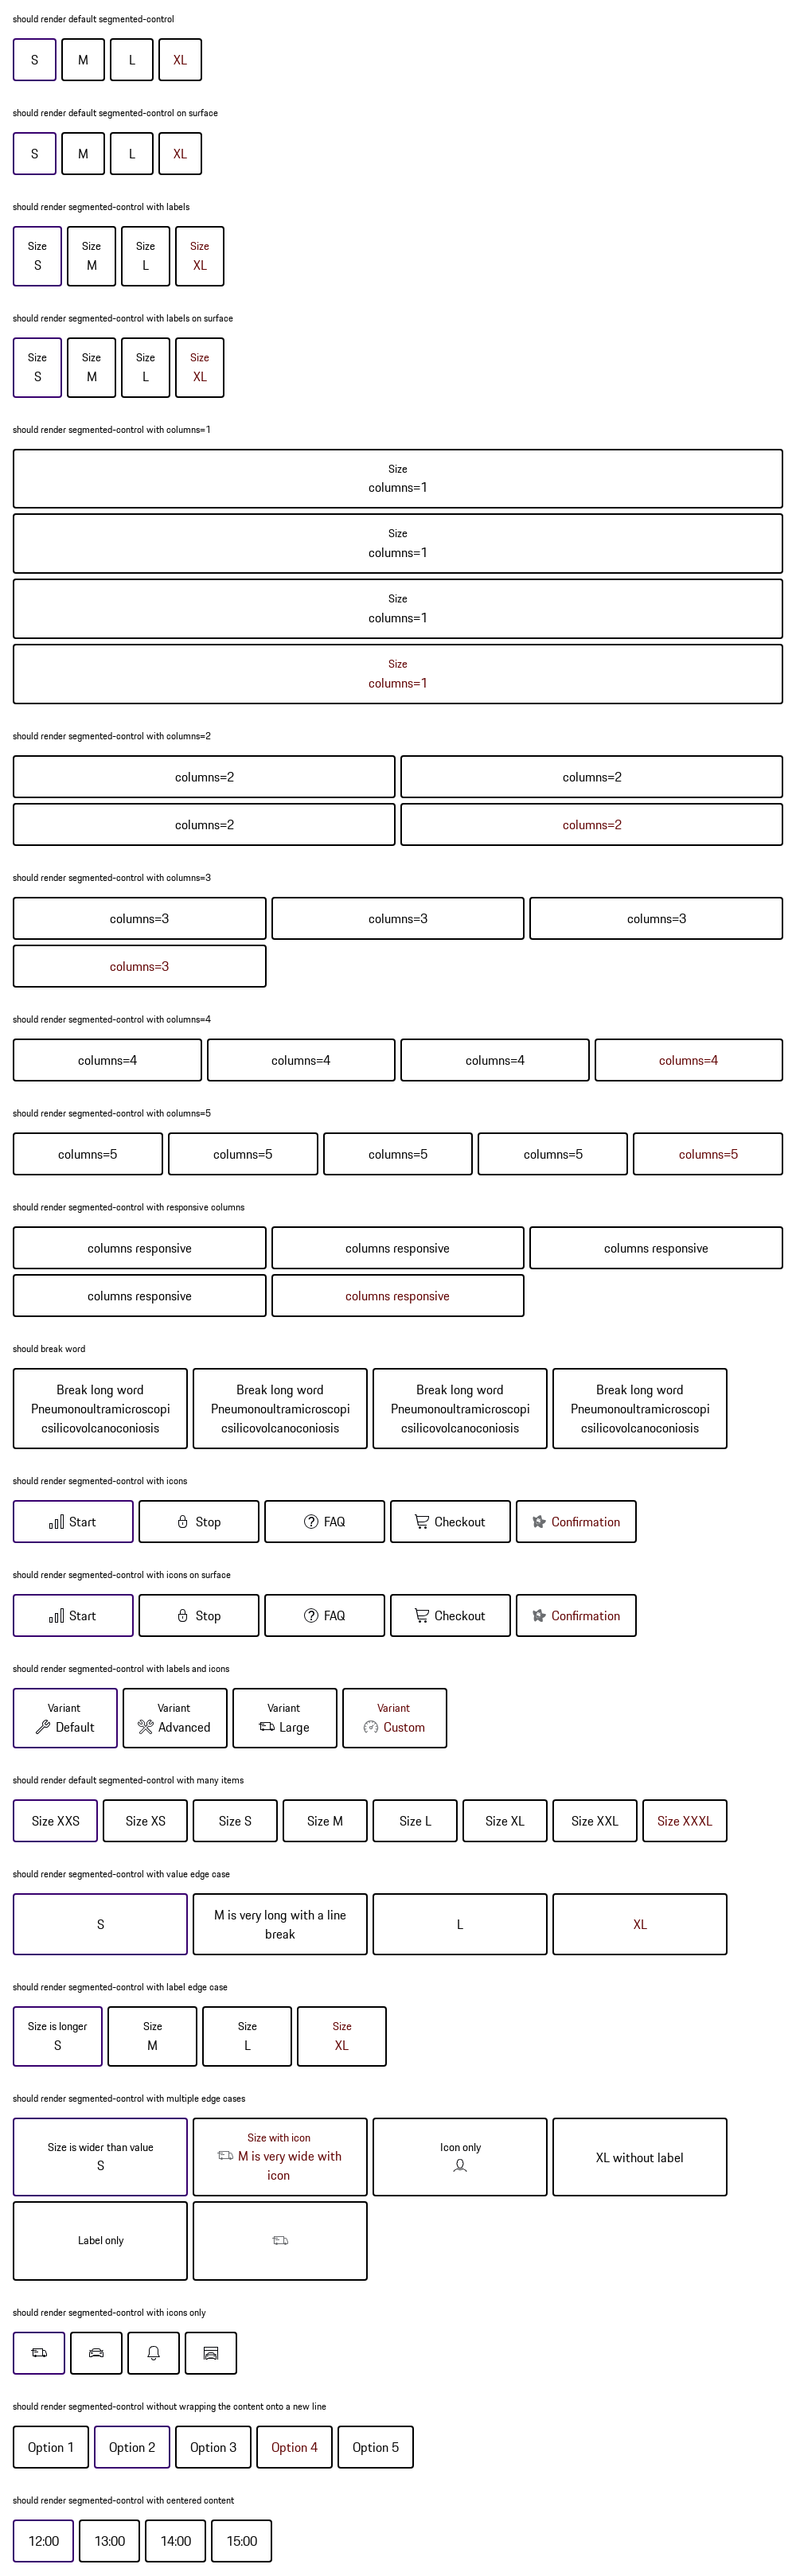 should render default segmented-control
S M L XL
should render default segmented-control on surface
S M L XL
should render segmented-control with labels
Size Size Size Size
S M L XL
should render segmented-control with labels on surface
Size Size Size Size
S M L XL
should render segmented-control with columns=1
Size
columns=1
Size
columns=1
Size
columns=1
Size
columns=1
should render segmented-control with columns=2
columns=2 columns=2
columns=2 columns=2
should render segmented-control with columns=3
columns=3 columns=3 columns=3
columns=3
should render segmented-control with columns=4
columns=4 columns=4 columns=4 columns=4
should render segmented-control with columns=5
columns=5 columns=5 columns=5 columns=5 columns=5
should render segmented-control with responsive columns
columns responsive columns responsive columns responsive
columns responsive columns responsive
should break word
Break long word Break long word Break long word Break long word
Pneumonoultramicroscopi Pneumonoultramicroscopi Pneumonoultramicroscopi Pneumonoultramicroscopi
csilicovolcanoconiosis csilicovolcanoconiosis csilicovolcanoconiosis csilicovolcanoconiosis
should render segmented-control with icons
Start Stop FAQ Checkout Confirmation
should render segmented-control with icons on surface
Start Stop FAQ Checkout Confirmation
should render segmented-control with labels and icons
Variant Variant Variant Variant
Default Advanced Large Custom
should render default segmented-control with many items
Size XXS Size XS Size S Size M Size L Size XL Size XXL Size XXXL
should render segmented-control with value edge case
S M is very long with a line L XL
break
should render segmented-control with label edge case
Size is longer Size Size Size
S M L XL
should render segmented-control with multiple edge cases
Size is wider than value
S
Size with icon
M is very wide with
icon
Icon only
XL without label
Label only
should render segmented-control with icons only
should render segmented-control without wrapping the content onto a new line
Option 1 Option 2 Option 3 Option 4 Option 5
should render segmented-control with centered content
12:00 13:00 14:00 15:00